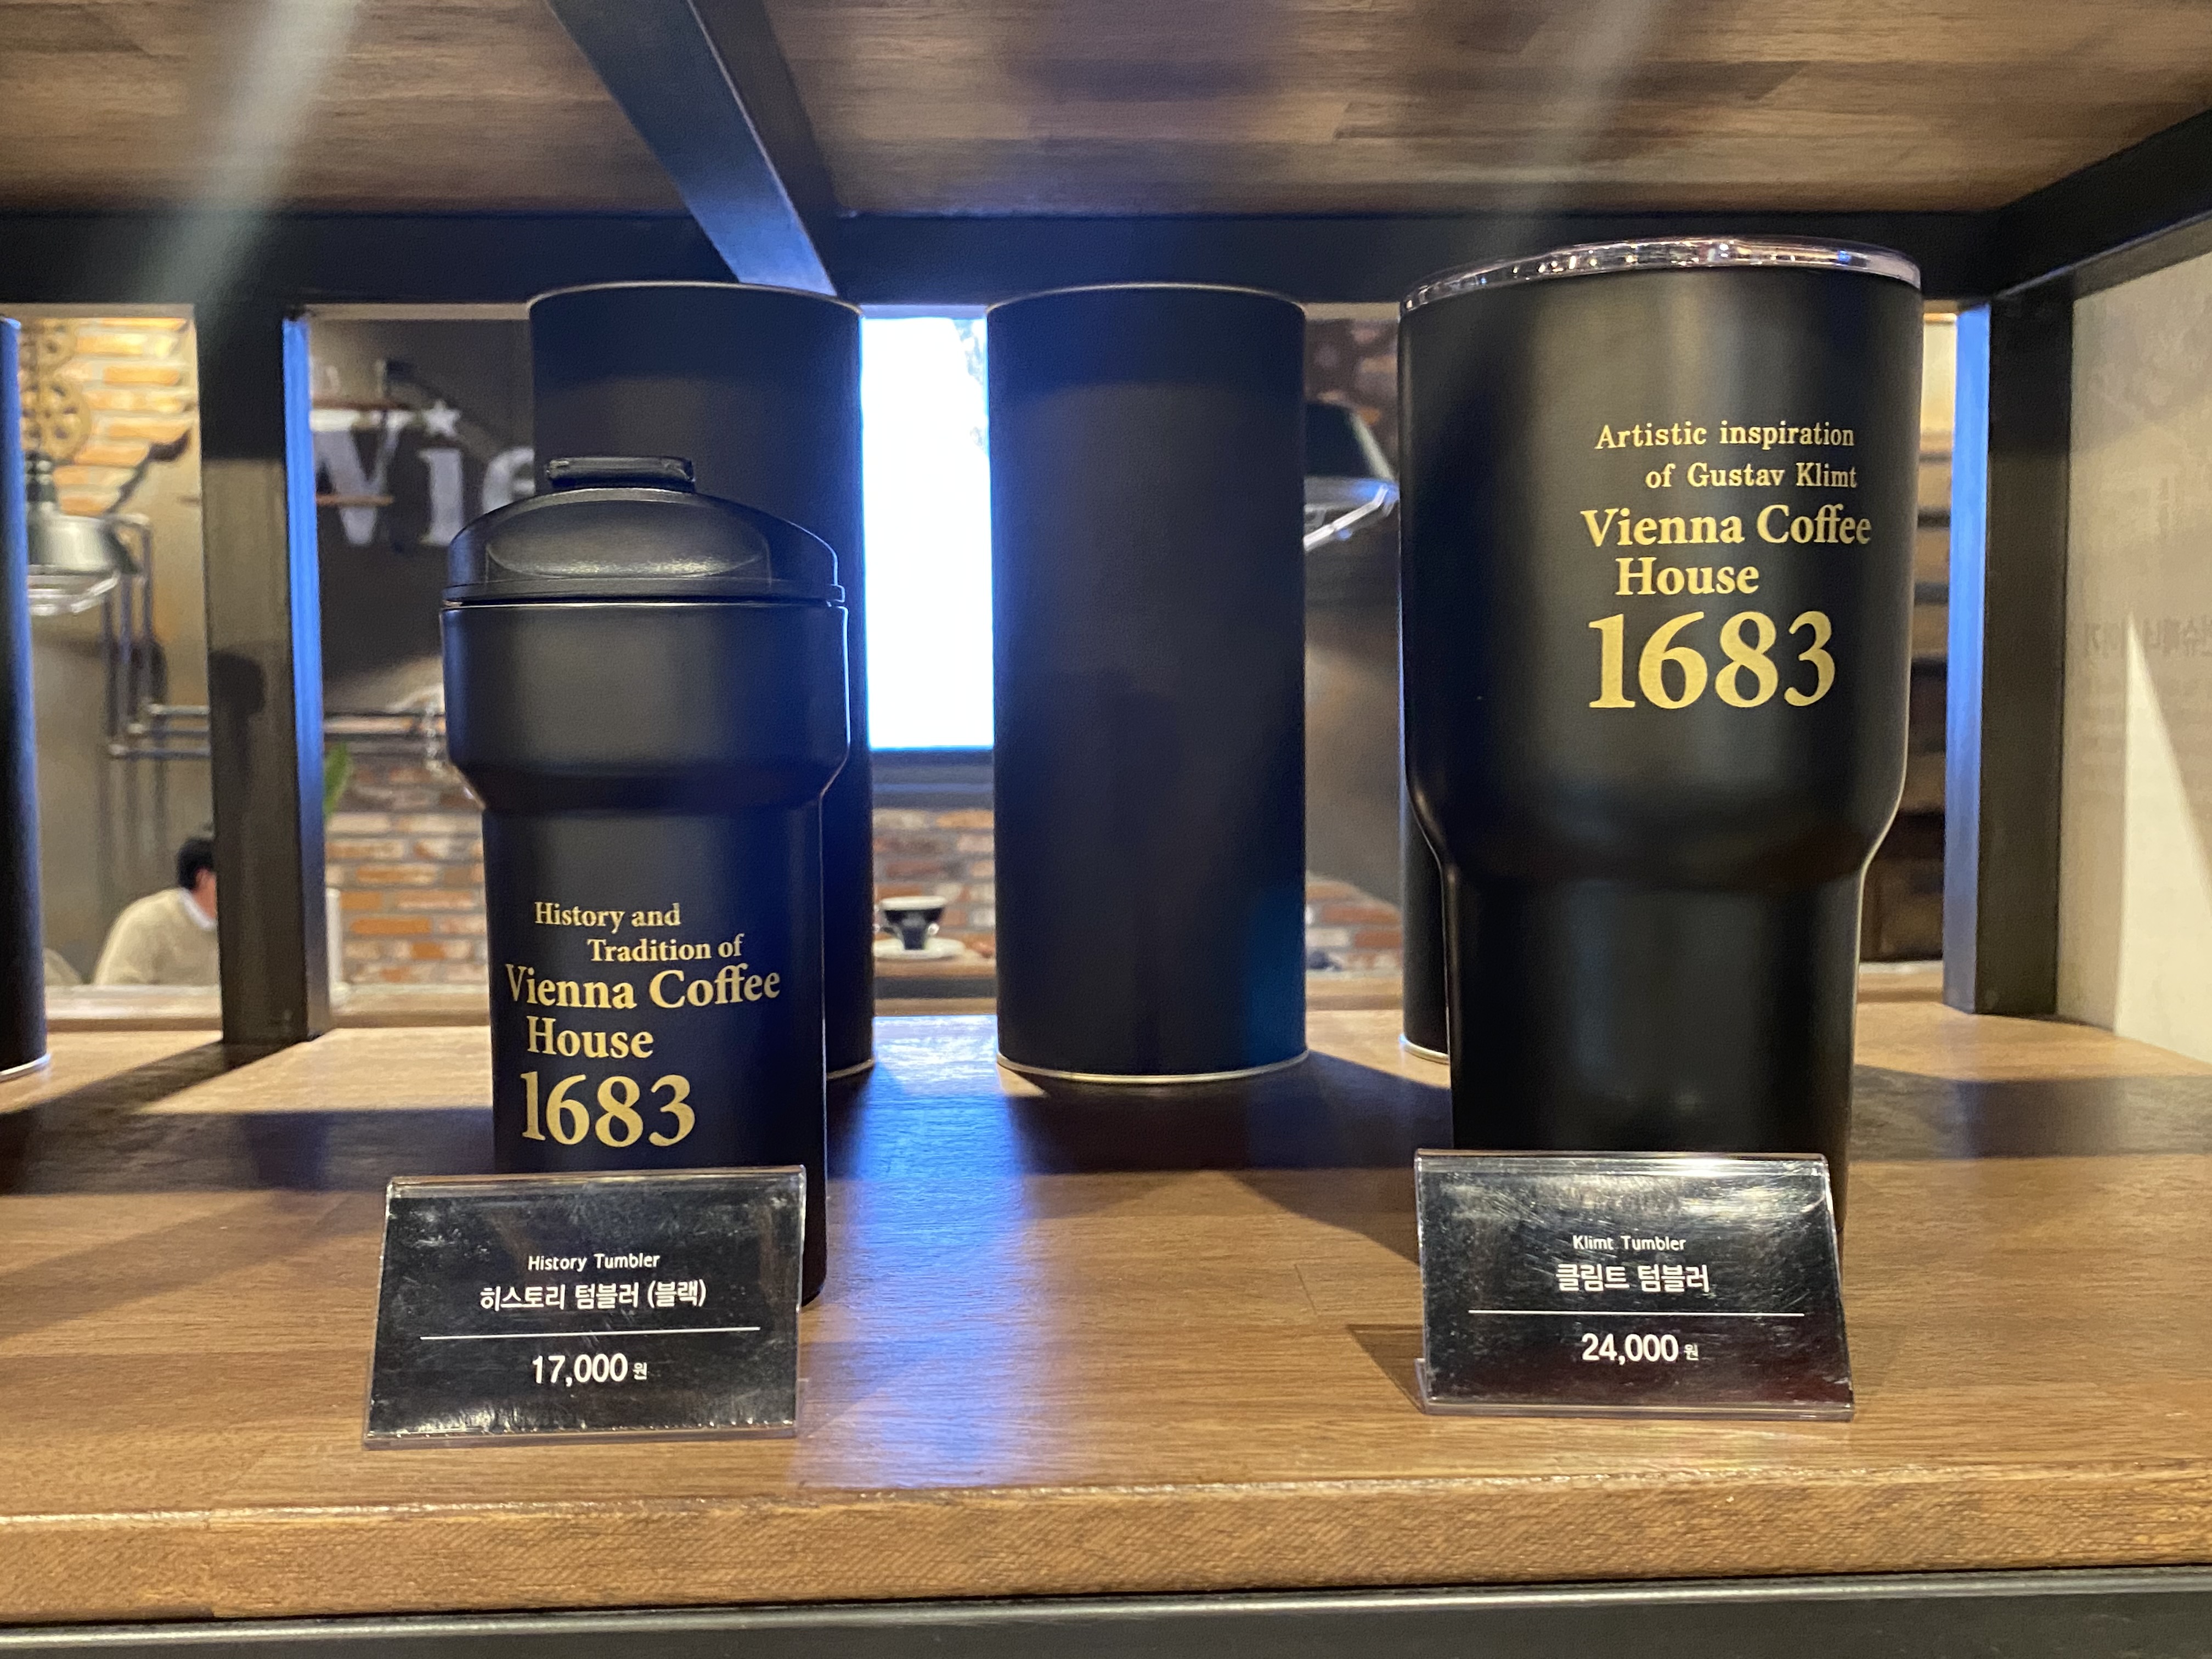 Vie
History and
Tradition of
Vienna Coffee
House
1683
Artistic inspiration
of Gustav Klimt
Vienna Coffee
House
1683
History Tumbler
히스토리 텀블러 (블랙)
17,000 원
Klimt Tumbler
클림트 텀블러
24,000 원